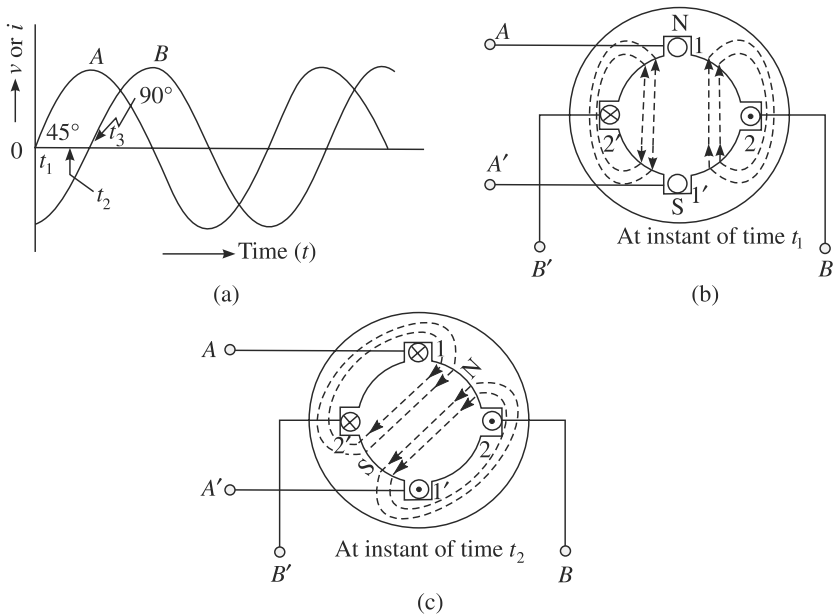 v or i
0
A
B
45°
90°
t1
t2
t3
Time (t)
(a)
A
N
1
2′
2
A′
S
1′
At instant of time t1
B′
B
(b)
A
1
N
2′
2
S
A′
1′
At instant of time t2
B′
B
(c)